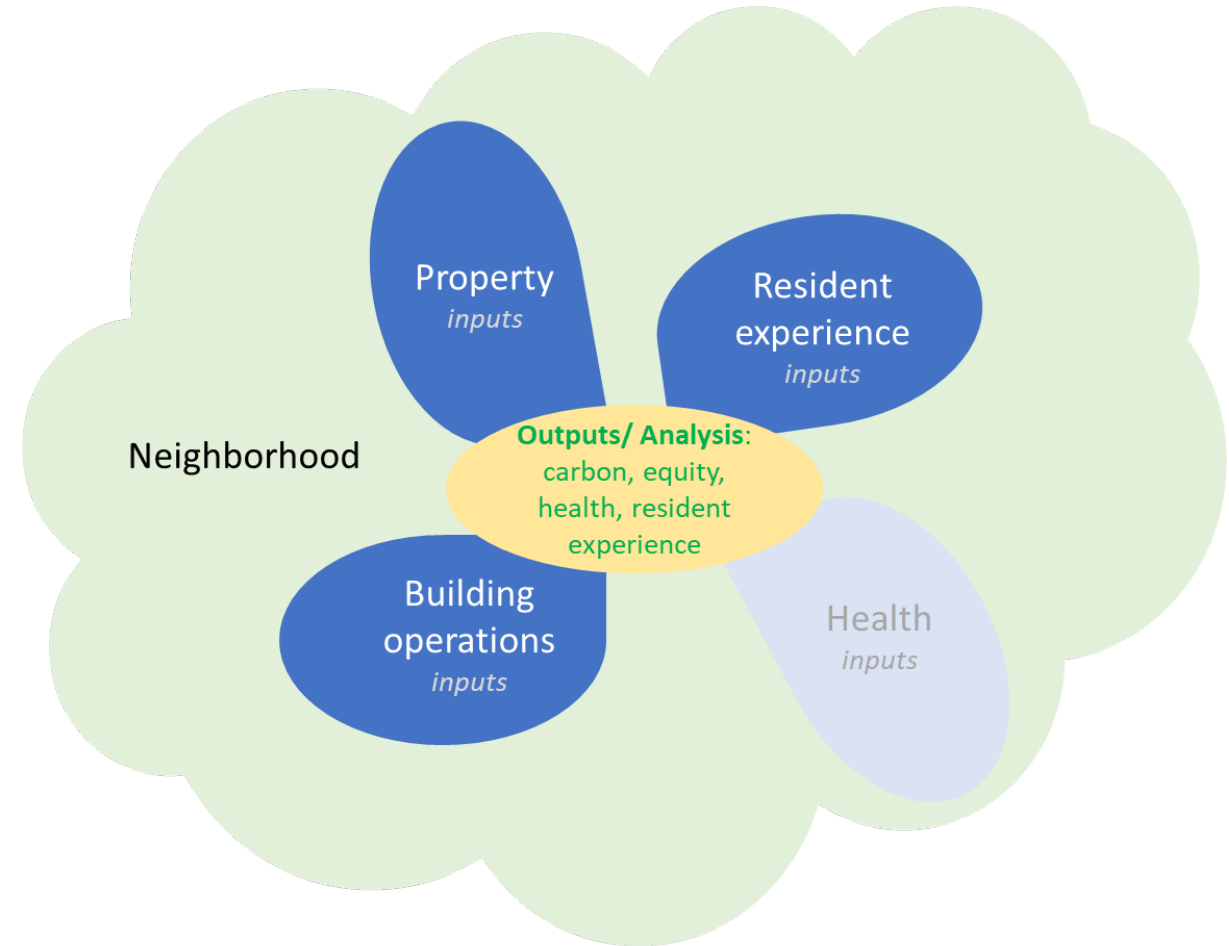 Property
inputs
Resident
experience
inputs
Neighborhood
Outputs/ Analysis:
carbon, equity,
health, resident
experience
Building
operations
inputs
Health
inputs